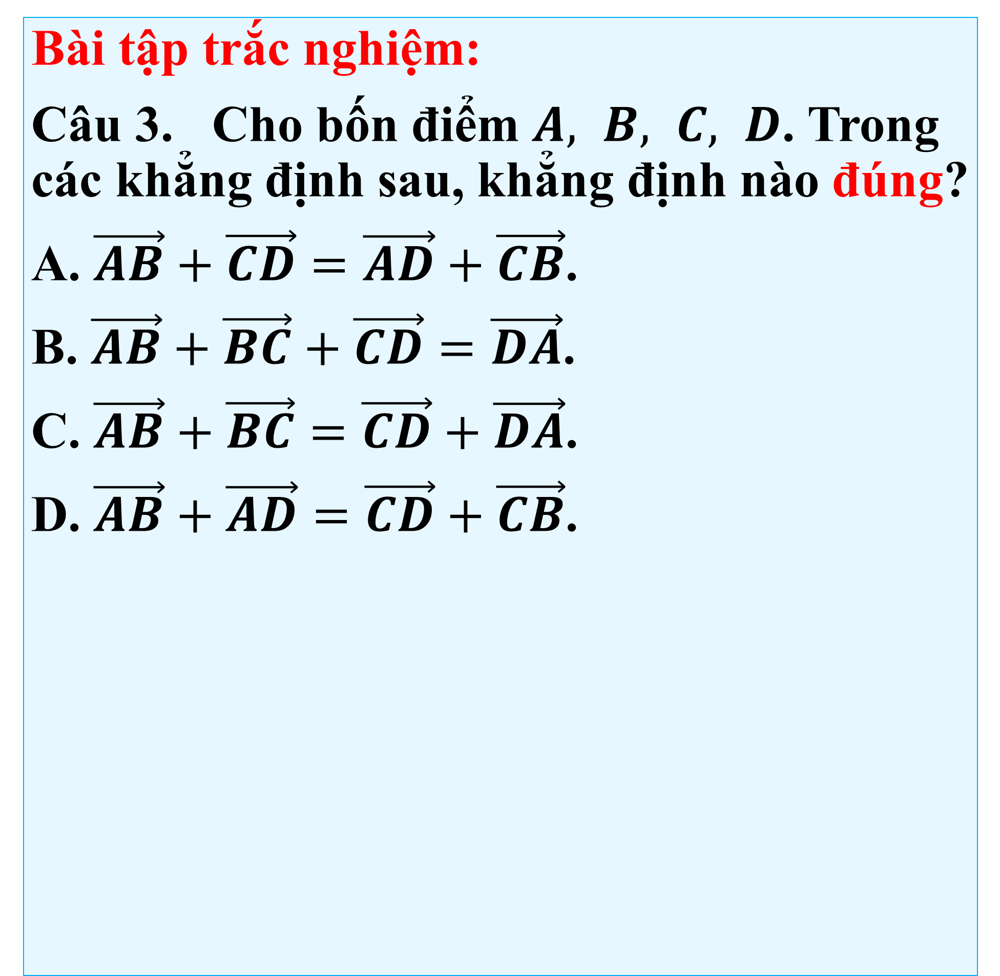 Bài tập trắc nghiệm:
Câu 3. Cho bốn điểm A, B, C, D. Trong
các khẳng định sau, khẳng định nào đúng?
A. $\overrightarrow{AB} + \overrightarrow{CD} = \overrightarrow{AD} + \overrightarrow{CB}$.
B. $\overrightarrow{AB} + \overrightarrow{BC} + \overrightarrow{CD} = \overrightarrow{DA}$.
C. $\overrightarrow{AB} + \overrightarrow{BC} = \overrightarrow{CD} + \overrightarrow{DA}$.
D. $\overrightarrow{AB} + \overrightarrow{AD} = \overrightarrow{CD} + \overrightarrow{CB}$.